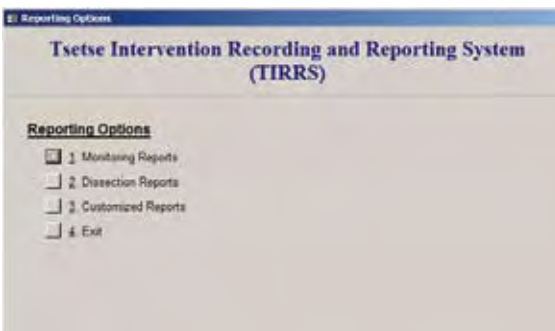 Reporting Options
Tsetse Intervention Recording and Reporting System
(TIRRS)
Reporting Options
1. Monitoring Reports
2. Dissection Reports
3. Customized Reports
4. Exit